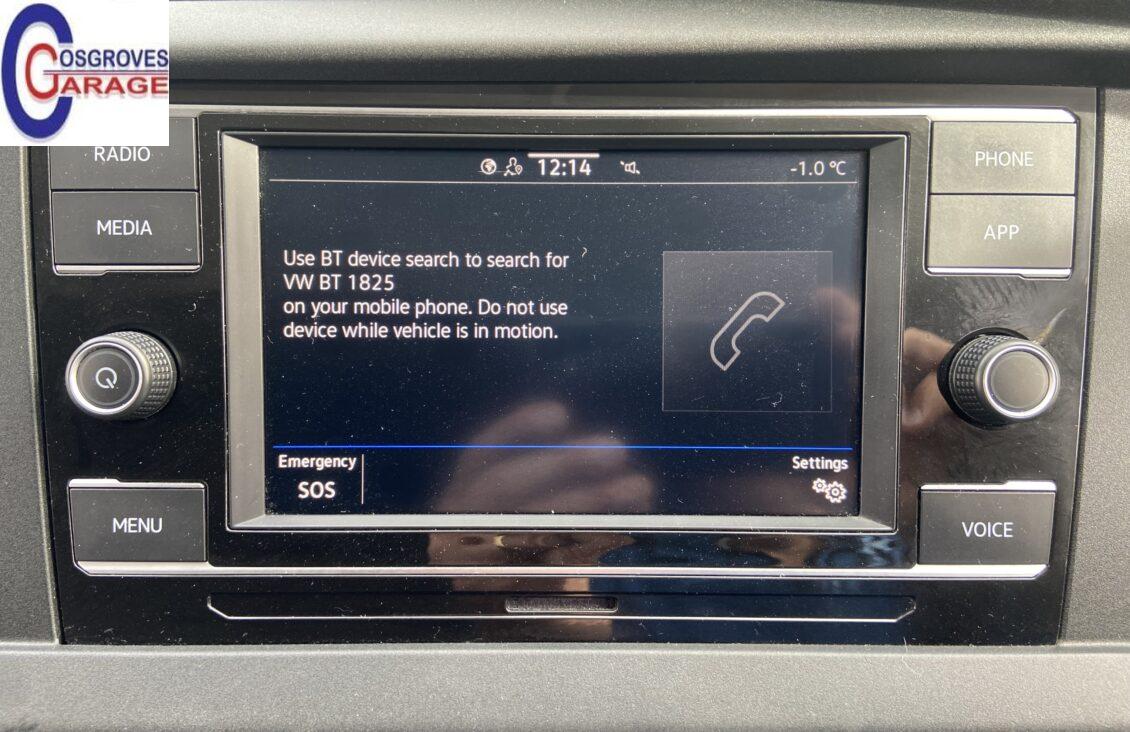 COSGROVES
GARAGE
RADIO
MEDIA
MENU
12:14
-1.0 °C
Use BT device search to search for
VW BT 1825
on your mobile phone. Do not use
device while vehicle is in motion.
Emergency
SOS
Settings
PHONE
APP
VOICE